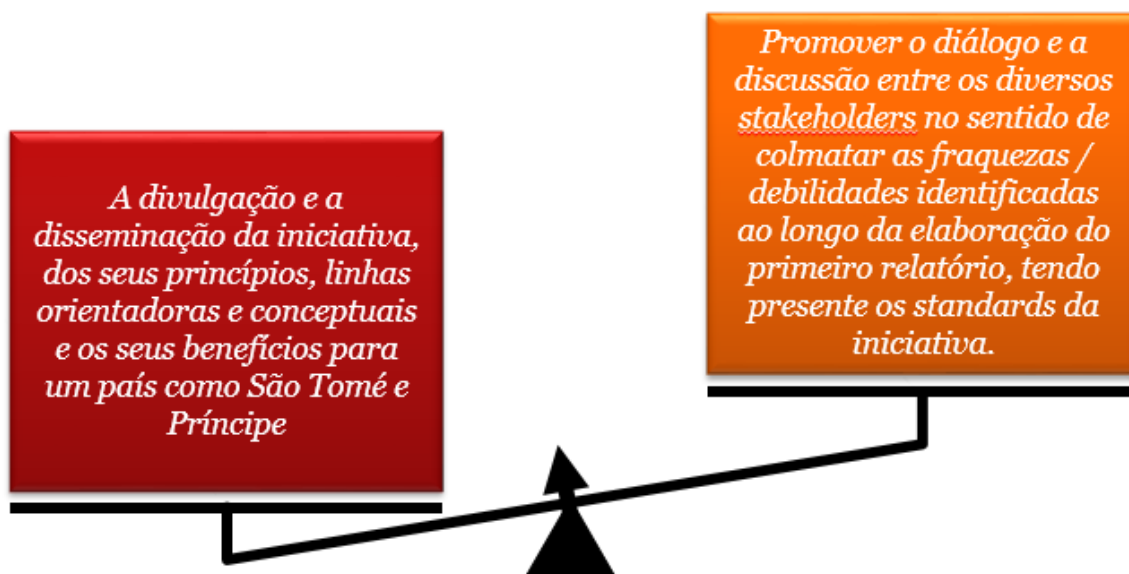 A divulgação e a
disseminação da iniciativa,
dos seus princípios, linhas
orientadoras e conceptuais
e os seus benefícios para
um país como São Tomé e
Príncipe
Promover o diálogo e a
discussão entre os diversos
stakeholders no sentido de
colmatar as fraquezas /
debilidades identificadas
ao longo da elaboração do
primeiro relatório, tendo
presente os standards da
iniciativa.